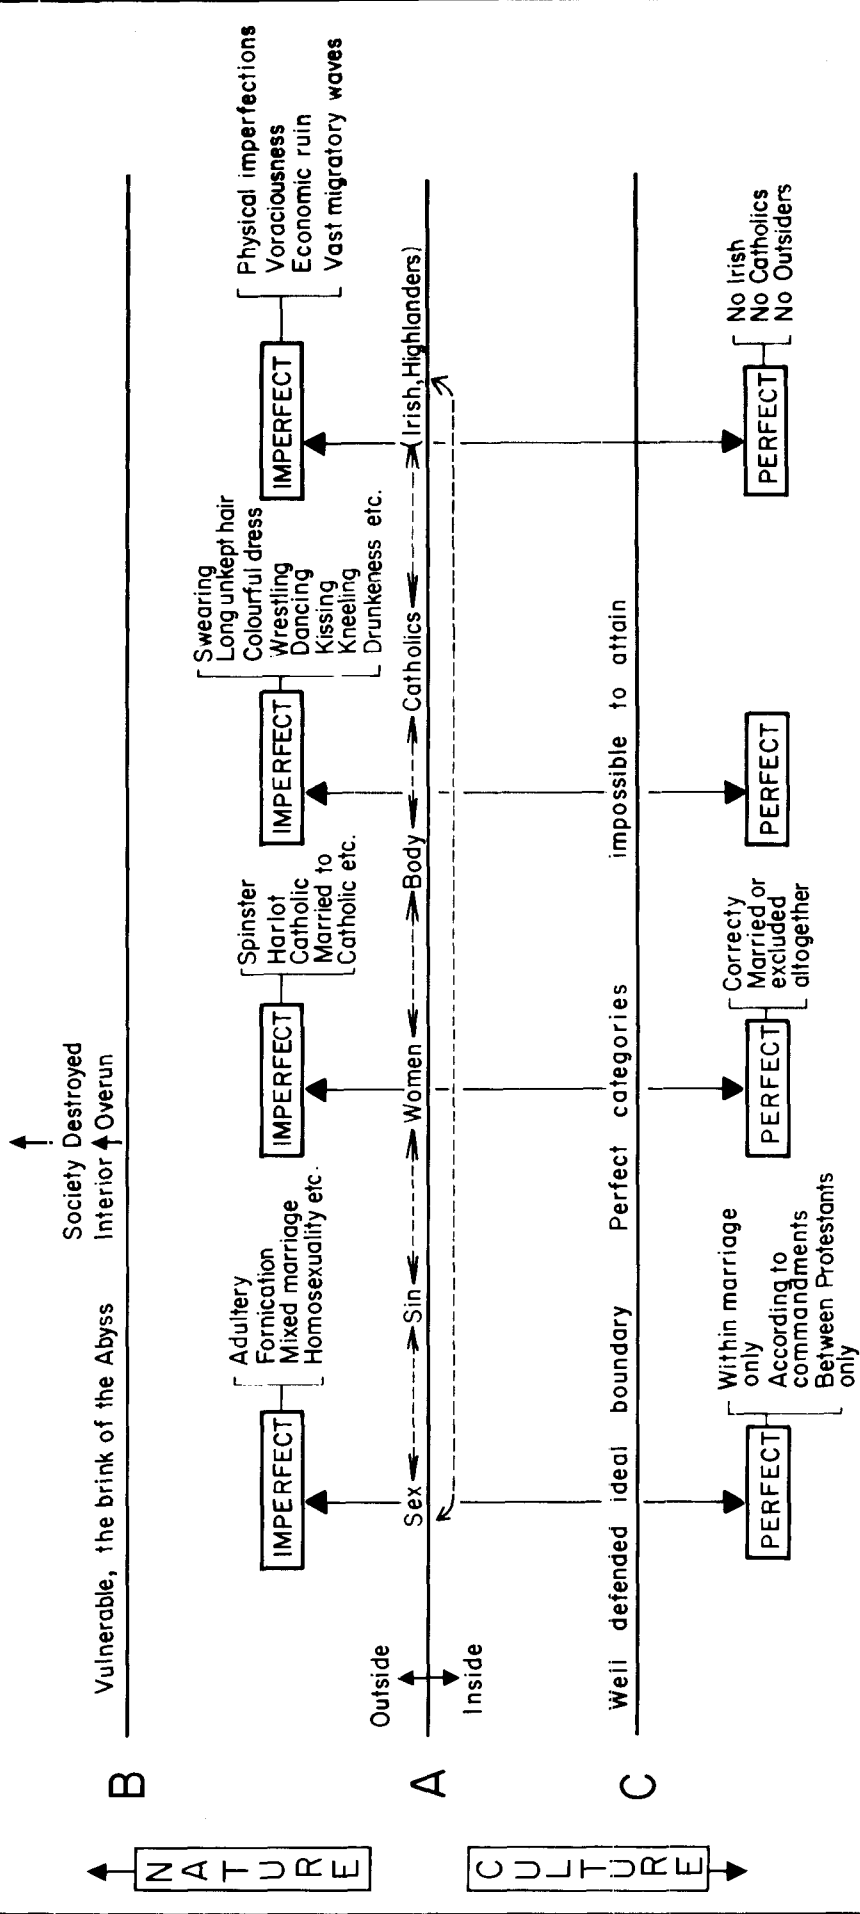 Society Destroyed
Vulnerable, the brink of the Abyss Interior Overun
B
NATURE
Adultery
Fornication
Mixed marriage
Homosexuality etc.
IMPERFECT
Spinster
Harlot
Catholic
Married to
Catholic etc.
IMPERFECT
Swearing
Long unkept hair
Colourful dress
Wrestling
Dancing
Kissing
Kneeling
Drunkeness etc.
IMPERFECT
Physical imperfections
Voraciousness
Economic ruin
Vast migratory waves
IMPERFECT
Outside
Sex Sin Women Body Catholics (Irish, Highlanders)
A
Inside
CULTURE
Well defended ideal boundary Perfect categories impossible to attain
C
PERFECT
Within marriage
only
According to
commandments
Between Protestants
only
PERFECT
Correcty
Married or
excluded
altogether
PERFECT
PERFECT
No Irish
No Catholics
No Outsiders